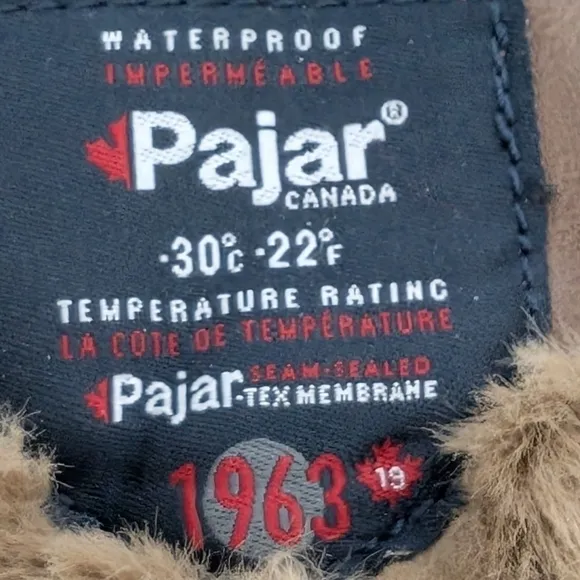 WATERPROOF
IMPERMÉABLE
Pajar®
CANADA
-30°C -22°F
TEMPERATURE RATING
LA COTE DE TEMPÉRATURE
Pajar-TEX SEAM-SEALED MEMBRANE
1963 19